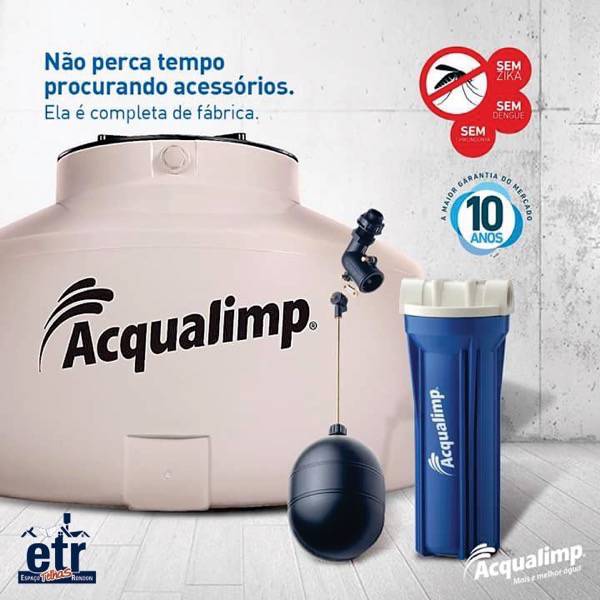 Não perca tempo
procurando acessórios.
Ela é completa de fábrica.
SEM
ZIKA
SEM
DENGUE
SEM
CHIKUNGUNYA
A MAIOR GARANTIA DO MERCADO
10
ANOS
Acqualimp®
Acqualimp®
etr
ESPAÇO Telhas RONDON
Acqualimp®
Mais e melhor água!